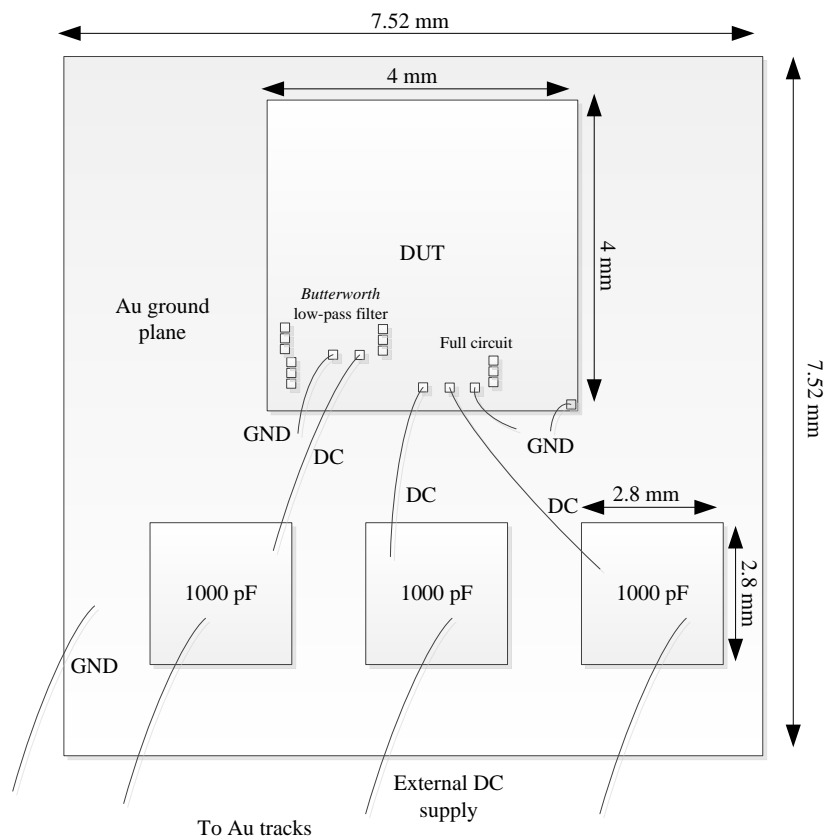 7.52 mm
4 mm
DUT
4 mm
Butterworth
low-pass filter
Au ground
plane
Full circuit
7.52 mm
GND
DC
GND
DC
DC
2.8 mm
1000 pF
1000 pF
1000 pF
2.8 mm
GND
External DC
supply
To Au tracks